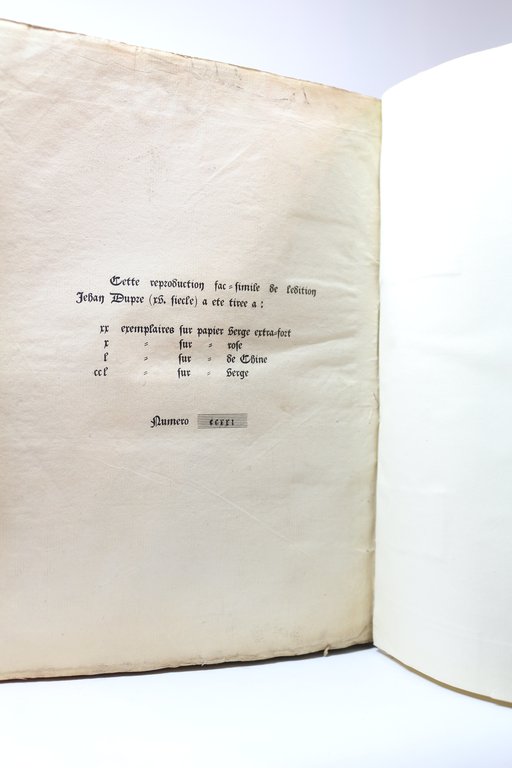 Cette reproduction fac-simile de ledition
Jehan Dupre (xv. siecle) a ete tiree a :
xx exemplaires sur papier verge extra-fort
x " sur " rose
l " sur " de Chine
ccl " sur " verge
Numero ccxxi